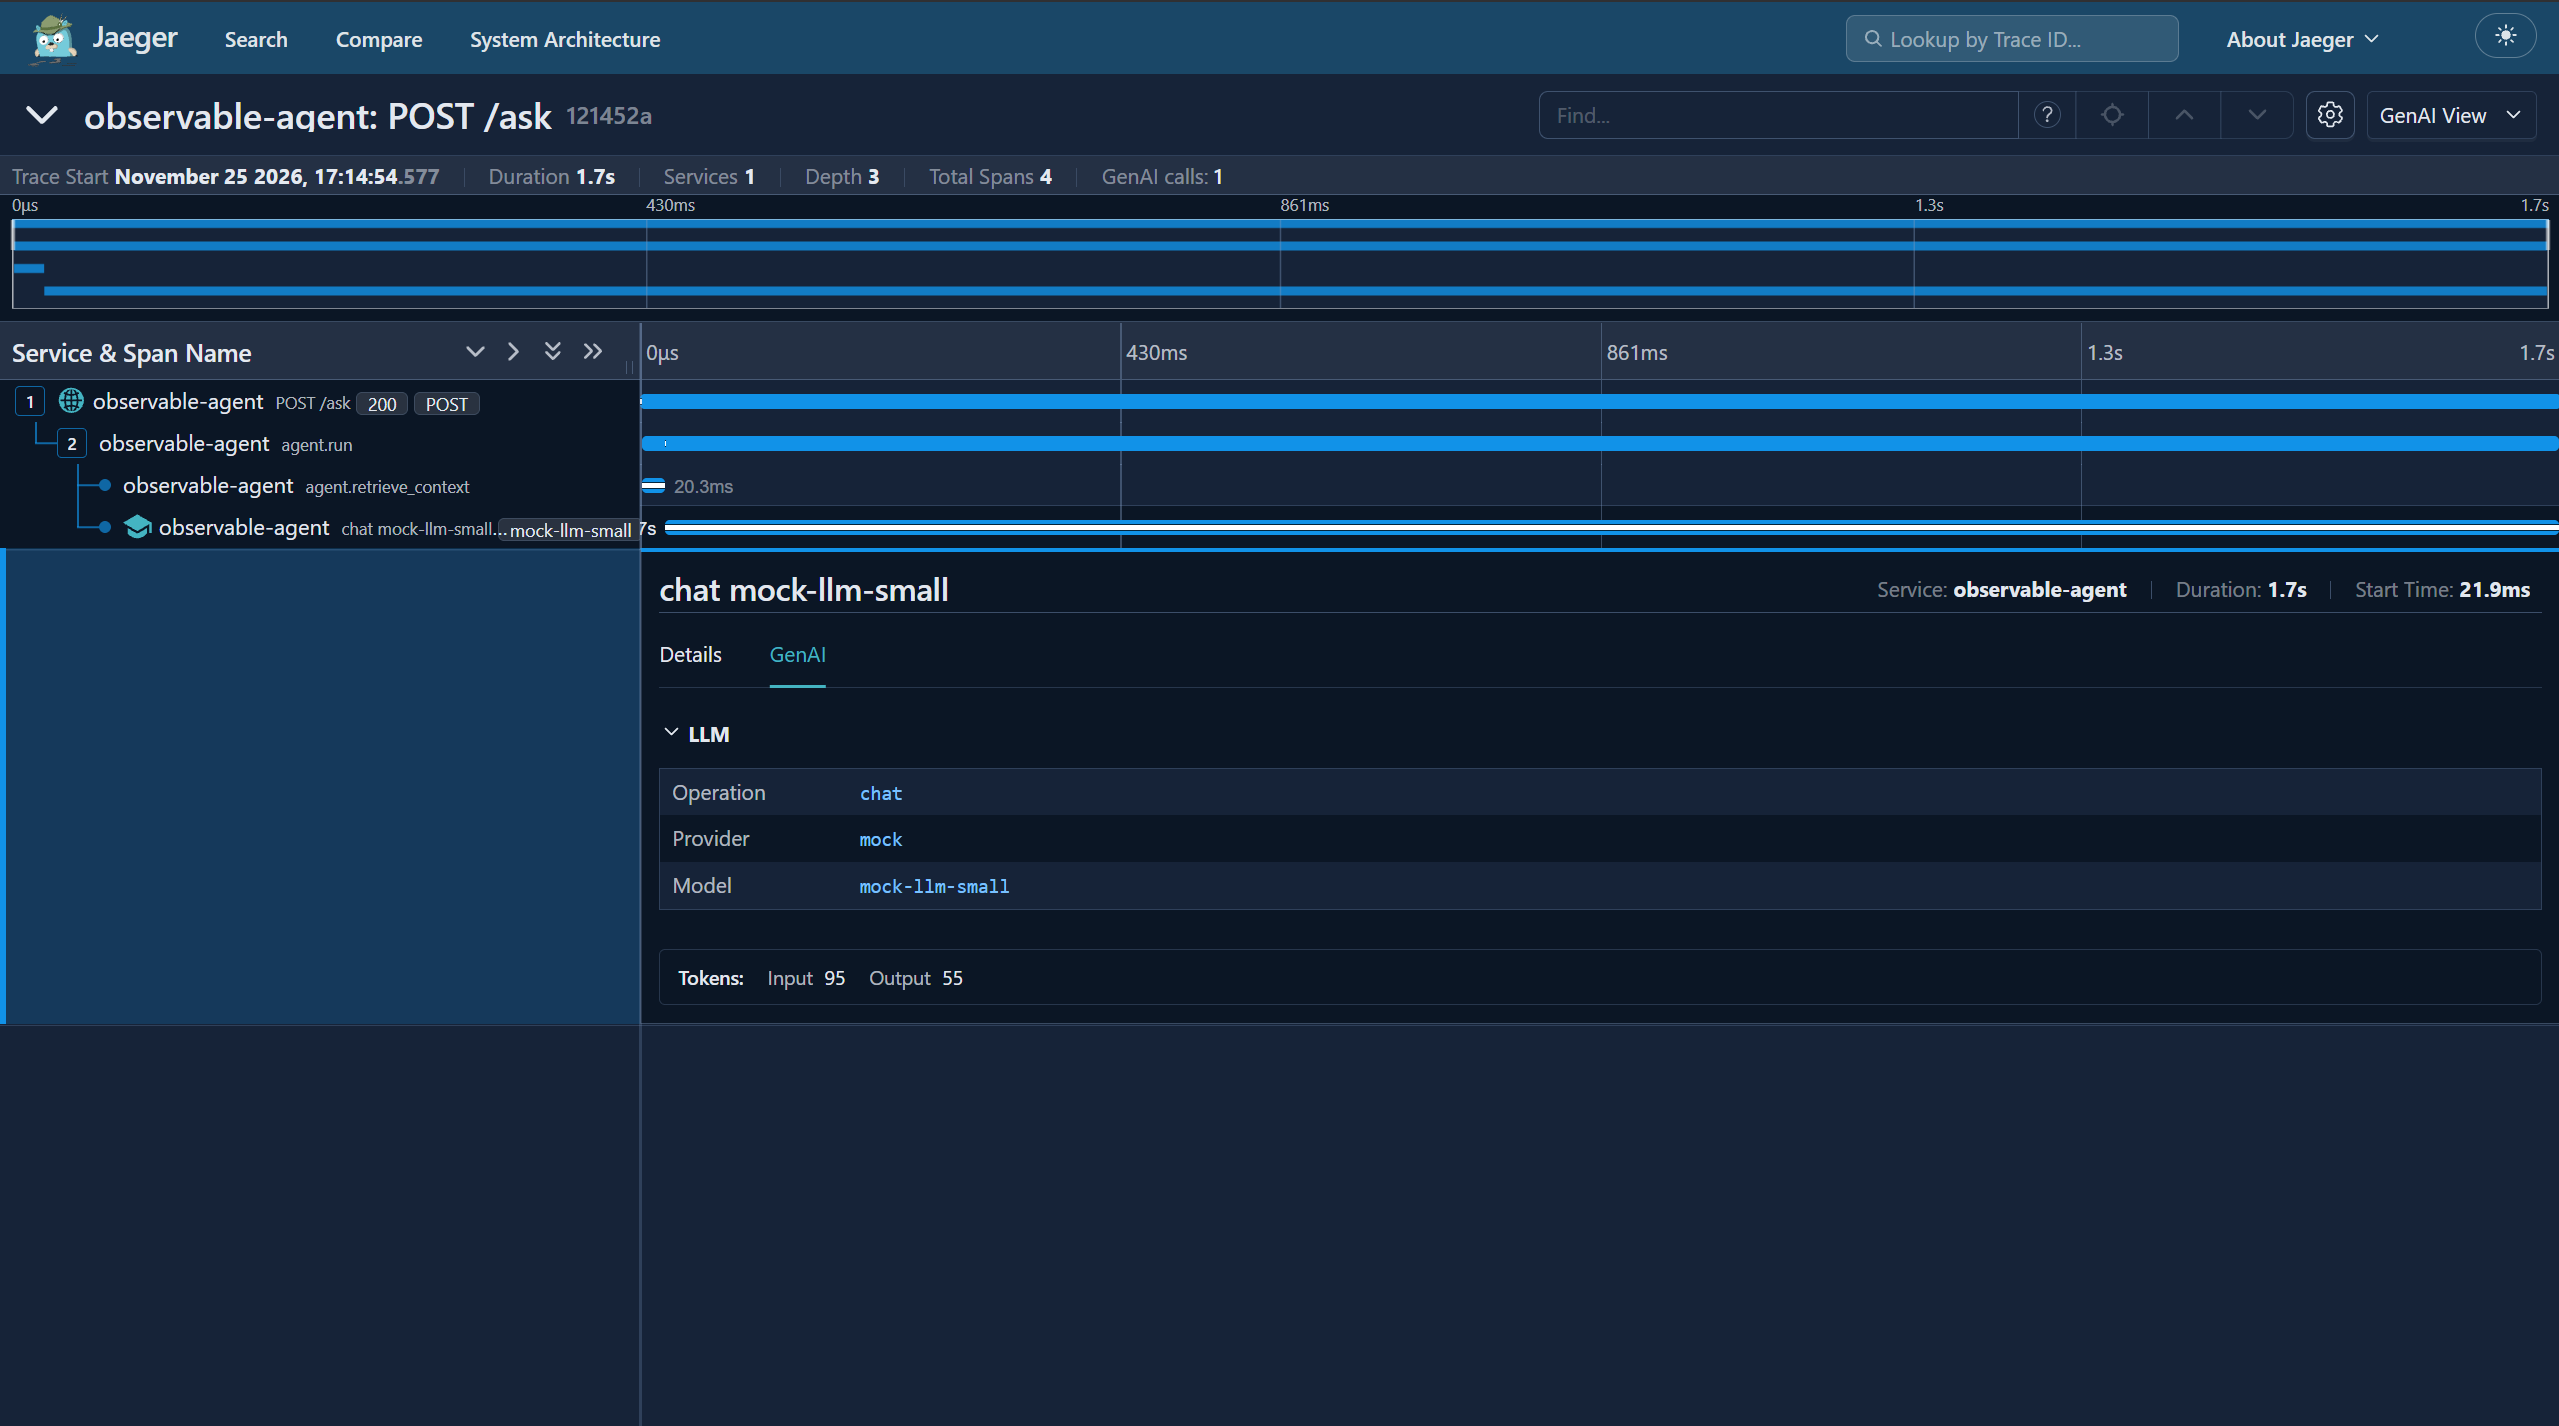 Jaeger Search Compare System Architecture Lookup by Trace ID... About Jaeger
observable-agent: POST /ask 121452a Find... ? GenAI View
Trace Start November 25 2026, 17:14:54.577 Duration 1.7s Services 1 Depth 3 Total Spans 4 GenAI calls: 1
0μs 430ms 861ms 1.3s 1.7s
Service & Span Name 0μs 430ms 861ms 1.3s 1.7s
1 observable-agent POST /ask 200 POST
2 observable-agent agent.run
observable-agent agent.retrieve_context 20.3ms
observable-agent chat mock-llm-small... mock-llm-small 7s
chat mock-llm-small Service: observable-agent Duration: 1.7s Start Time: 21.9ms
Details GenAI
LLM
Operation chat
Provider mock
Model mock-llm-small
Tokens: Input 95 Output 55